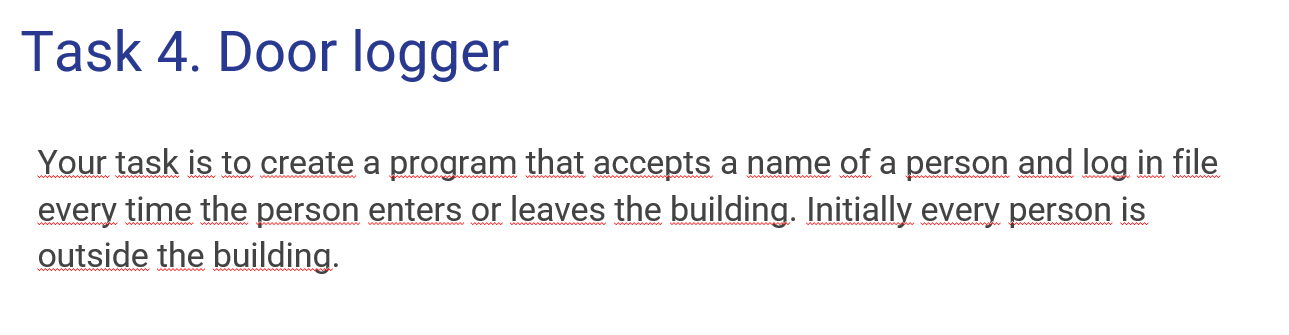 Task 4. Door logger
Your task is to create a program that accepts a name of a person and log in file
every time the person enters or leaves the building. Initially every person is
outside the building.